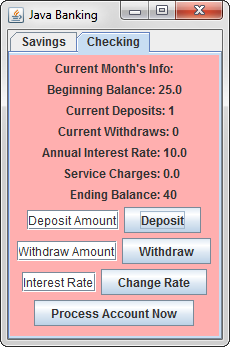 Java Banking
Savings Checking
Current Month's Info:
Beginning Balance: 25.0
Current Deposits: 1
Current Withdraws: 0
Annual Interest Rate: 10.0
Service Charges: 0.0
Ending Balance: 40
Deposit Amount Deposit
Withdraw Amount Withdraw
Interest Rate Change Rate
Process Account Now